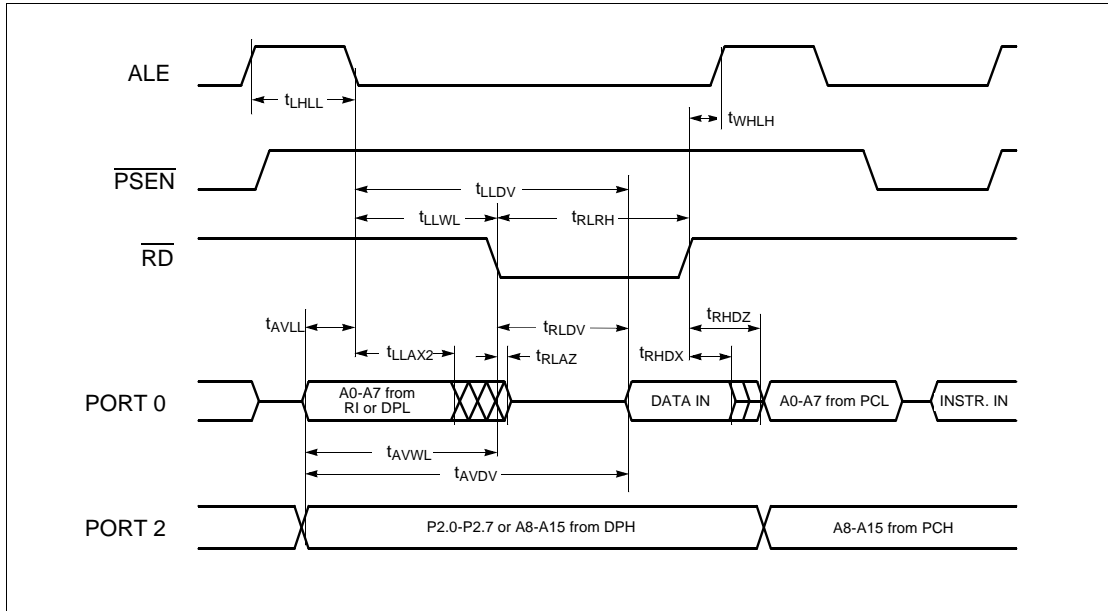 ALE
tLHLL
tWHLH
PSEN
tLLDV
tLLWL
tRLRH
RD
tAVLL
tRLDV
tRHDZ
tLLAX2
tRLAZ
tRHDX
PORT 0
A0-A7 from
RI or DPL
DATA IN
A0-A7 from PCL
INSTR. IN
tAVWL
tAVDV
PORT 2
P2.0-P2.7 or A8-A15 from DPH
A8-A15 from PCH